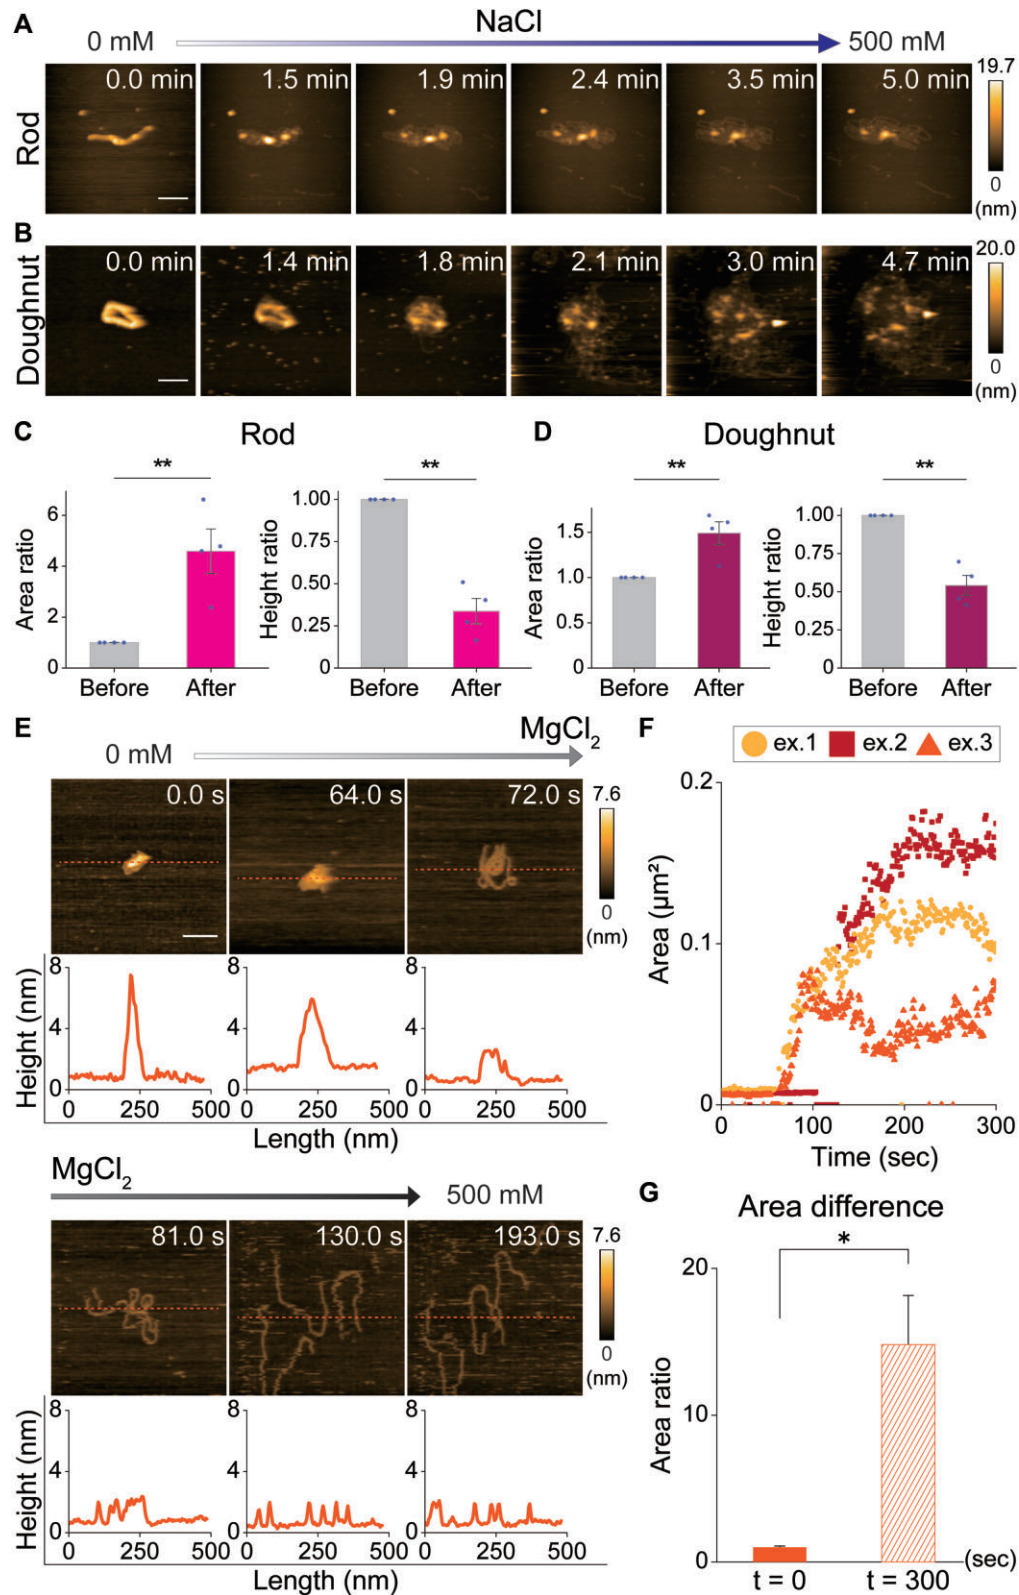 A
NaCl
0 mM
500 mM
Rod
0.0 min
1.5 min
1.9 min
2.4 min
3.5 min
5.0 min
19.7
0
(nm)
B
Doughnut
0.0 min
1.4 min
1.8 min
2.1 min
3.0 min
4.7 min
20.0
0
(nm)
C
Rod
**
Area ratio
6
4
2
0
Before
After
**
Height ratio
1.00
0.50
0.25
0
Before
After
D
Doughnut
**
Area ratio
1.5
1.0
0.5
0
Before
After
**
Height ratio
1.00
0.75
0.50
0.25
0
Before
After
E
MgCl₂
0 mM
0.0 s
64.0 s
72.0 s
7.6
0
(nm)
Height (nm)
8
4
0
0 250 500
0 250 500
0 250 500
Length (nm)
MgCl₂
500 mM
81.0 s
130.0 s
193.0 s
7.6
0
(nm)
Height (nm)
8
4
0
8
4
0
8
4
0
0 250 500
0 250 500
0 250 500
Length (nm)
F
ex.1
ex.2
ex.3
Area (μm²)
0.2
0.1
0
0 100 200 300
Time (sec)
G
Area difference
*
Area ratio
20
10
0
t = 0
t = 300
(sec)